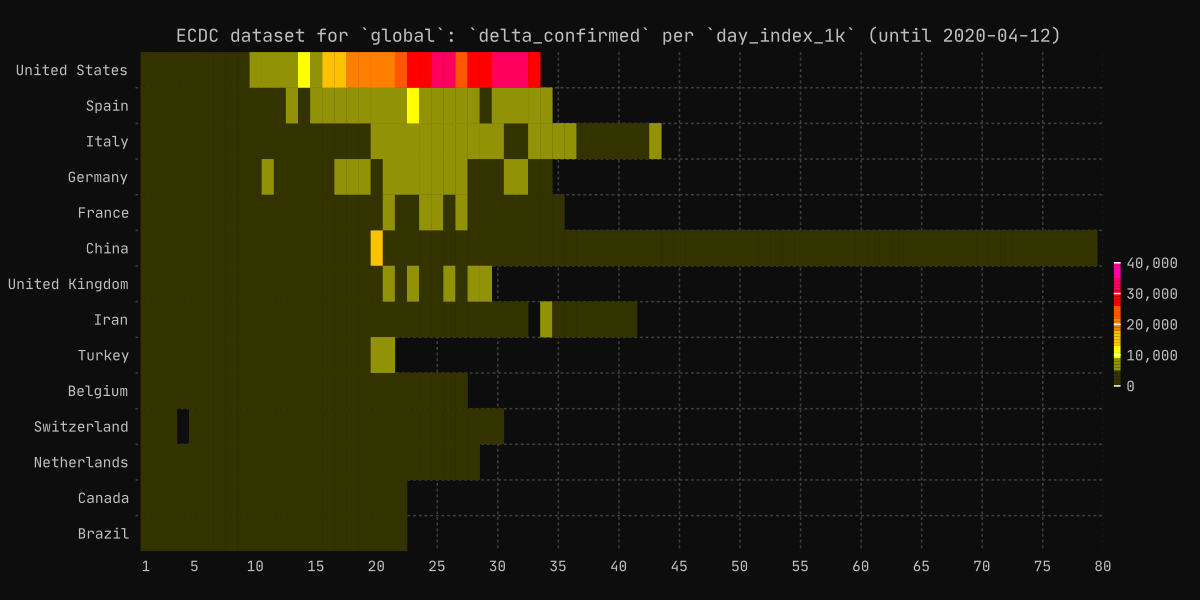 ECDC dataset for `global`: `delta_confirmed` per `day_index_1k` (until 2020-04-12)
United States
Spain
Italy
Germany
France
China
United Kingdom
Iran
Turkey
Belgium
Switzerland
Netherlands
Canada
Brazil
1 5 10 15 20 25 30 35 40 45 50 55 60 65 70 75 80
40,000
30,000
20,000
10,000
0